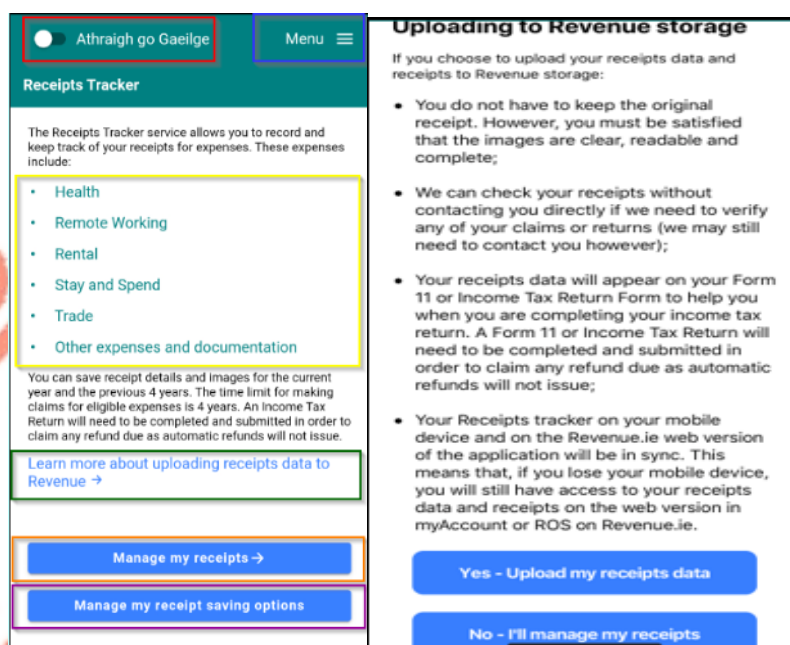 Athraigh go Gaeilge
Menu
Receipts Tracker
The Receipts Tracker service allows you to record and
keep track of your receipts for expenses. These expenses
include:
• Health
• Remote Working
• Rental
• Stay and Spend
• Trade
• Other expenses and documentation
You can save receipt details and images for the current
year and the previous 4 years. The time limit for making
claims for eligible expenses is 4 years. An Income Tax
Return will need to be completed and submitted in order to
claim any refund due as automatic refunds will not issue.
Learn more about uploading receipts data to
Revenue →
Manage my receipts →
Manage my receipt saving options
Uploading to Revenue storage
If you choose to upload your receipts data and
receipts to Revenue storage:
• You do not have to keep the original
receipt. However, you must be satisfied
that the images are clear, readable and
complete;
• We can check your receipts without
contacting you directly if we need to verify
any of your claims or returns (we may still
need to contact you however);
• Your receipts data will appear on your Form
11 or Income Tax Return Form to help you
when you are completing your income tax
return. A Form 11 or Income Tax Return will
need to be completed and submitted in
order to claim any refund due as automatic
refunds will not issue;
• Your Receipts tracker on your mobile
device and on the Revenue.ie web version
of the application will be in sync. This
means that, if you lose your mobile device,
you will still have access to your receipts
data and receipts on the web version in
myAccount or ROS on Revenue.ie.
Yes - Upload my receipts data
No - I'll manage my receipts